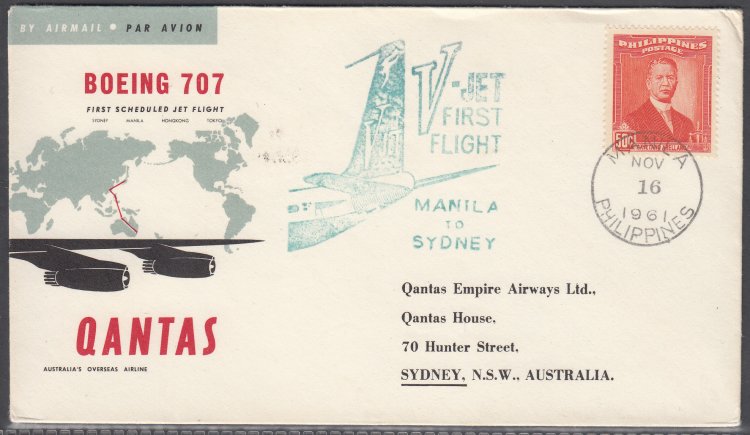 BY AIRMAIL • PAR AVION
BOEING 707
FIRST SCHEDULED JET FLIGHT
SYDNEY MANILA HONGKONG TOKYO
QANTAS
AUSTRALIA'S OVERSEAS AIRLINE
V-JET
FIRST
FLIGHT
MANILA
TO
SYDNEY
PHILIPPINES
POSTAGE
MANILA
NOV
16
1961
PHILIPPINES
Qantas Empire Airways Ltd.,
Qantas House,
70 Hunter Street,
SYDNEY, N.S.W., AUSTRALIA.